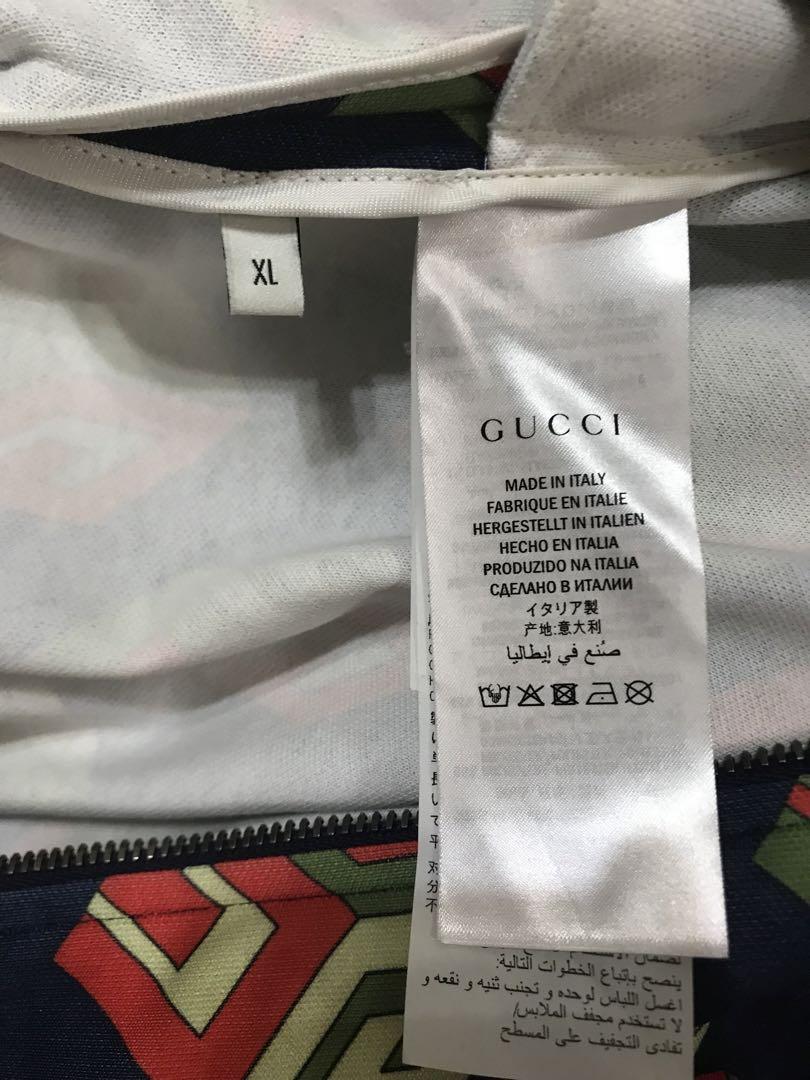 XL
GUCCI
MADE IN ITALY
FABRIQUE EN ITALIE
HERGESTELLT IN ITALIEN
HECHO EN ITALIA
PRODUZIDO NA ITALIA
СДЕЛАНО В ИТАЛИИ
イタリア製
产地:意大利
صُنع في إيطاليا
ينصح بإتباع الخطوات التالية:
اغسل اللباس لوحده و تجنب ثنيه و نقعه و
لا تستخدم مجفف الملابس/
تفادى التجفيف على المسطح